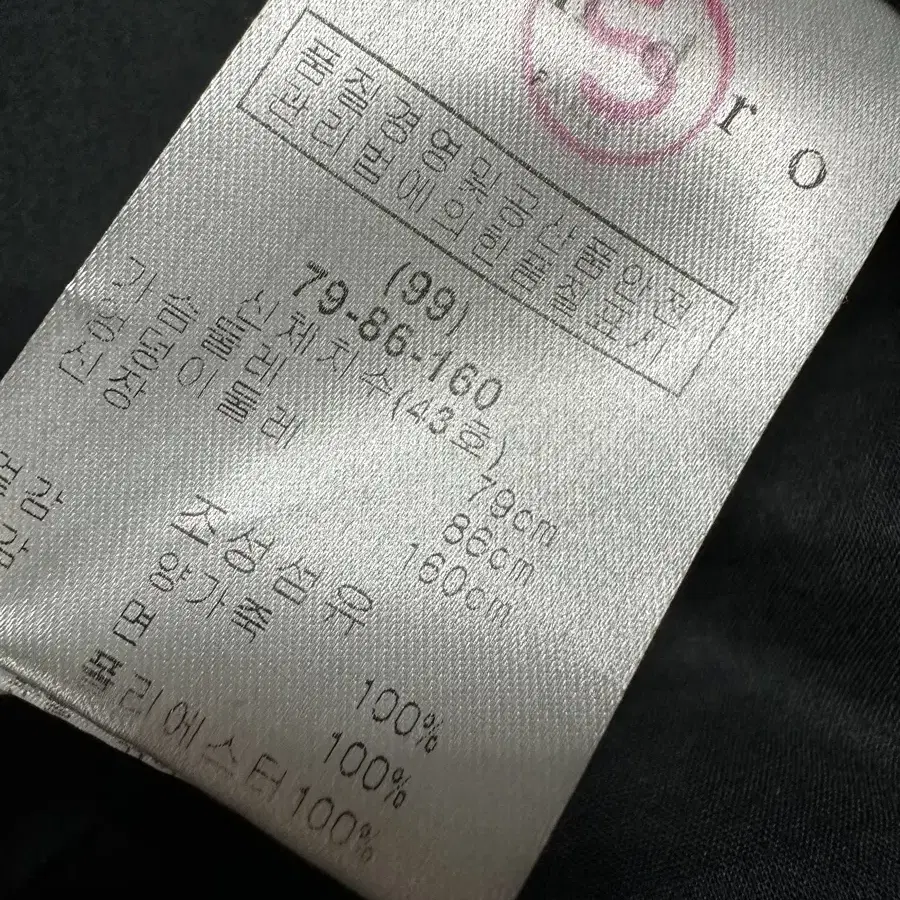 S
r o
품질경영 및 공산품안전
관리법에 의한 품질표시
(99)
79-86-160
신체치수(43호)
가슴둘레 79cm
엉덩이둘레 86cm
신장 160cm
조성섬유
양가죽 100%
면 100%
폴리에스터 100%